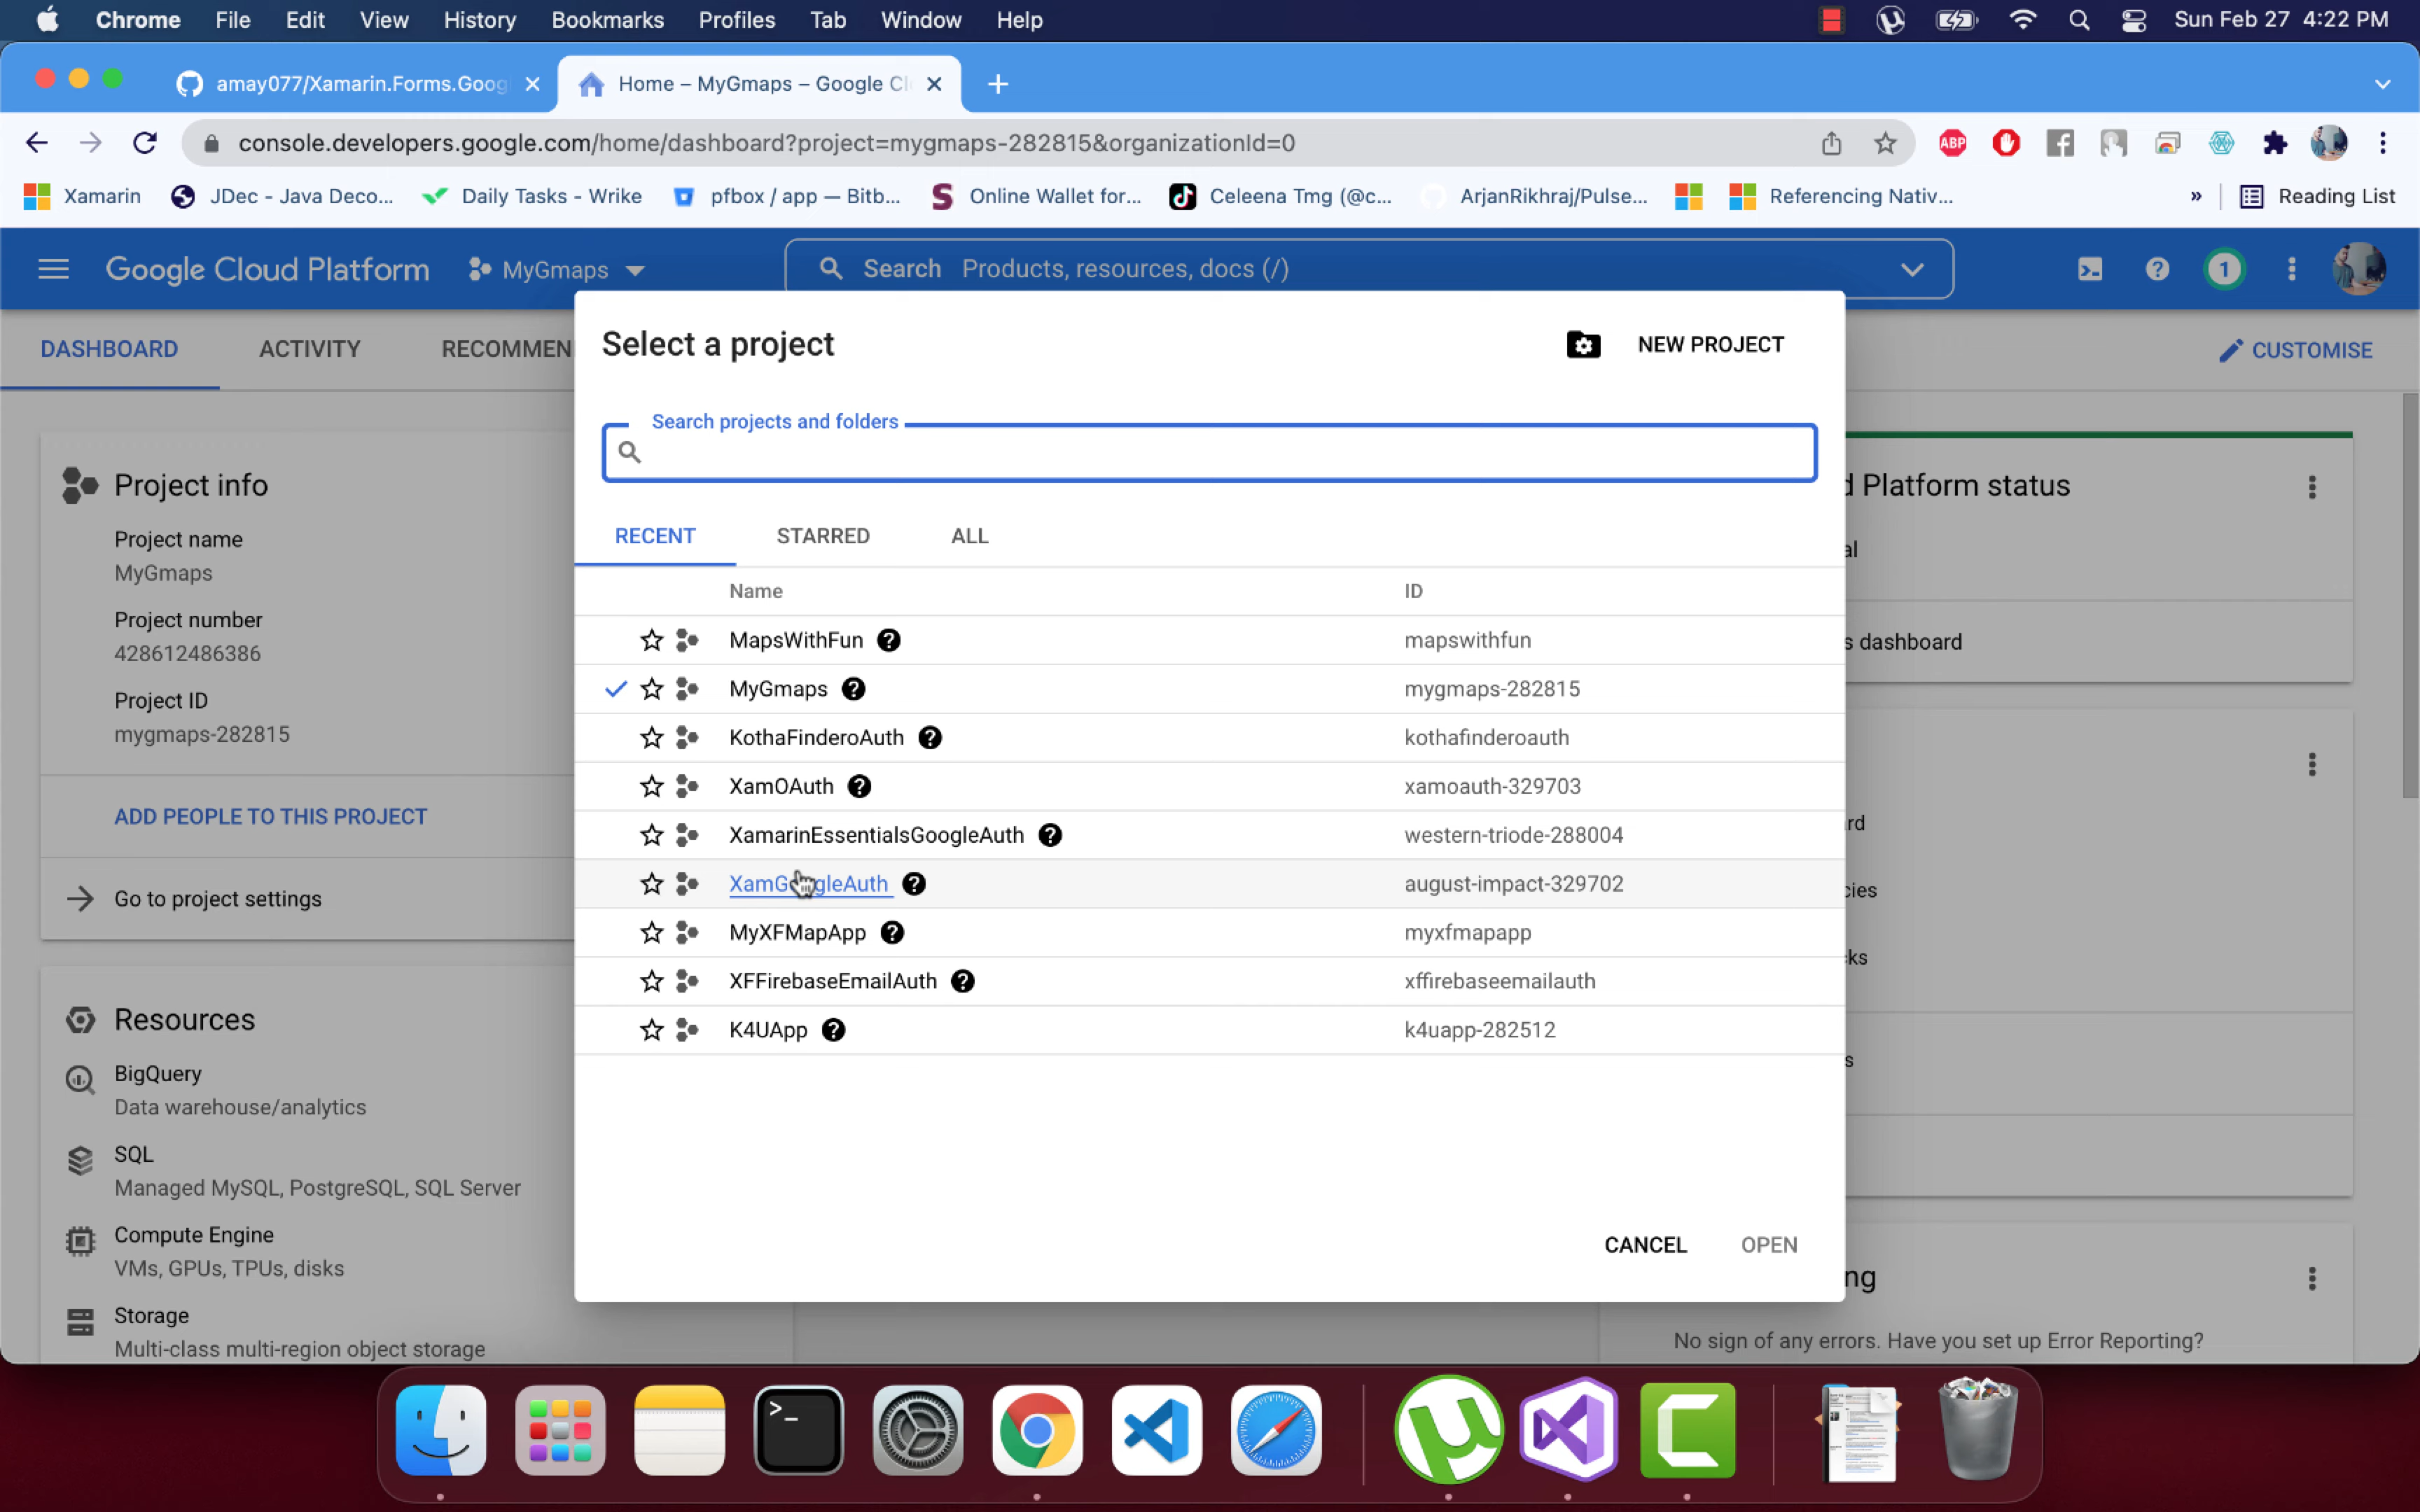 Chrome File Edit View History Bookmarks Profiles Tab Window Help Sun Feb 27 4:22 PM
amay077/Xamarin.Forms.Goog
Home – MyGmaps – Google Cl
console.developers.google.com/home/dashboard?project=mygmaps-282815&organizationId=0
ABP
Xamarin JDec - Java Deco... Daily Tasks - Wrike pfbox / app — Bitb... Online Wallet for... Celeena Tmg (@c... ArjanRikhraj/Pulse... Referencing Nativ... » Reading List
Google Cloud Platform MyGmaps Search Products, resources, docs (/) 1
DASHBOARD ACTIVITY RECOMMEN CUSTOMISE
Select a project NEW PROJECT
Search projects and folders
RECENT STARRED ALL
Name ID
MapsWithFun mapswithfun
MyGmaps mygmaps-282815
KothaFinderoAuth kothafinderoauth
XamOAuth xamoauth-329703
XamarinEssentialsGoogleAuth western-triode-288004
XamGoogleAuth august-impact-329702
MyXFMapApp myxfmapapp
XFFirebaseEmailAuth xffirebaseemailauth
K4UApp k4uapp-282512
CANCEL OPEN
Project info
Project name
MyGmaps
Project number
428612486386
Project ID
mygmaps-282815
ADD PEOPLE TO THIS PROJECT
Go to project settings
Resources
BigQuery
Data warehouse/analytics
SQL
Managed MySQL, PostgreSQL, SQL Server
Compute Engine
VMs, GPUs, TPUs, disks
Storage
Multi-class multi-region object storage
d Platform status
al
s dashboard
rd
cies
ks
s
ng
No sign of any errors. Have you set up Error Reporting?